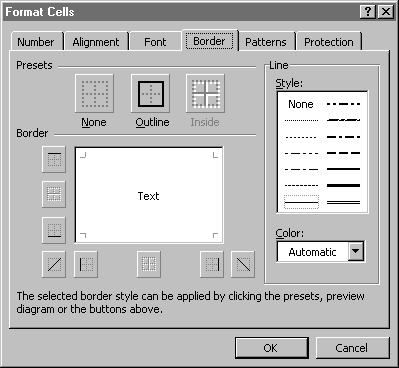 Format Cells
Number Alignment Font Border Patterns Protection
Presets
None Outline Inside
Border
Text
Line
Style:
None
Color:
Automatic
The selected border style can be applied by clicking the presets, preview
diagram or the buttons above.
OK Cancel